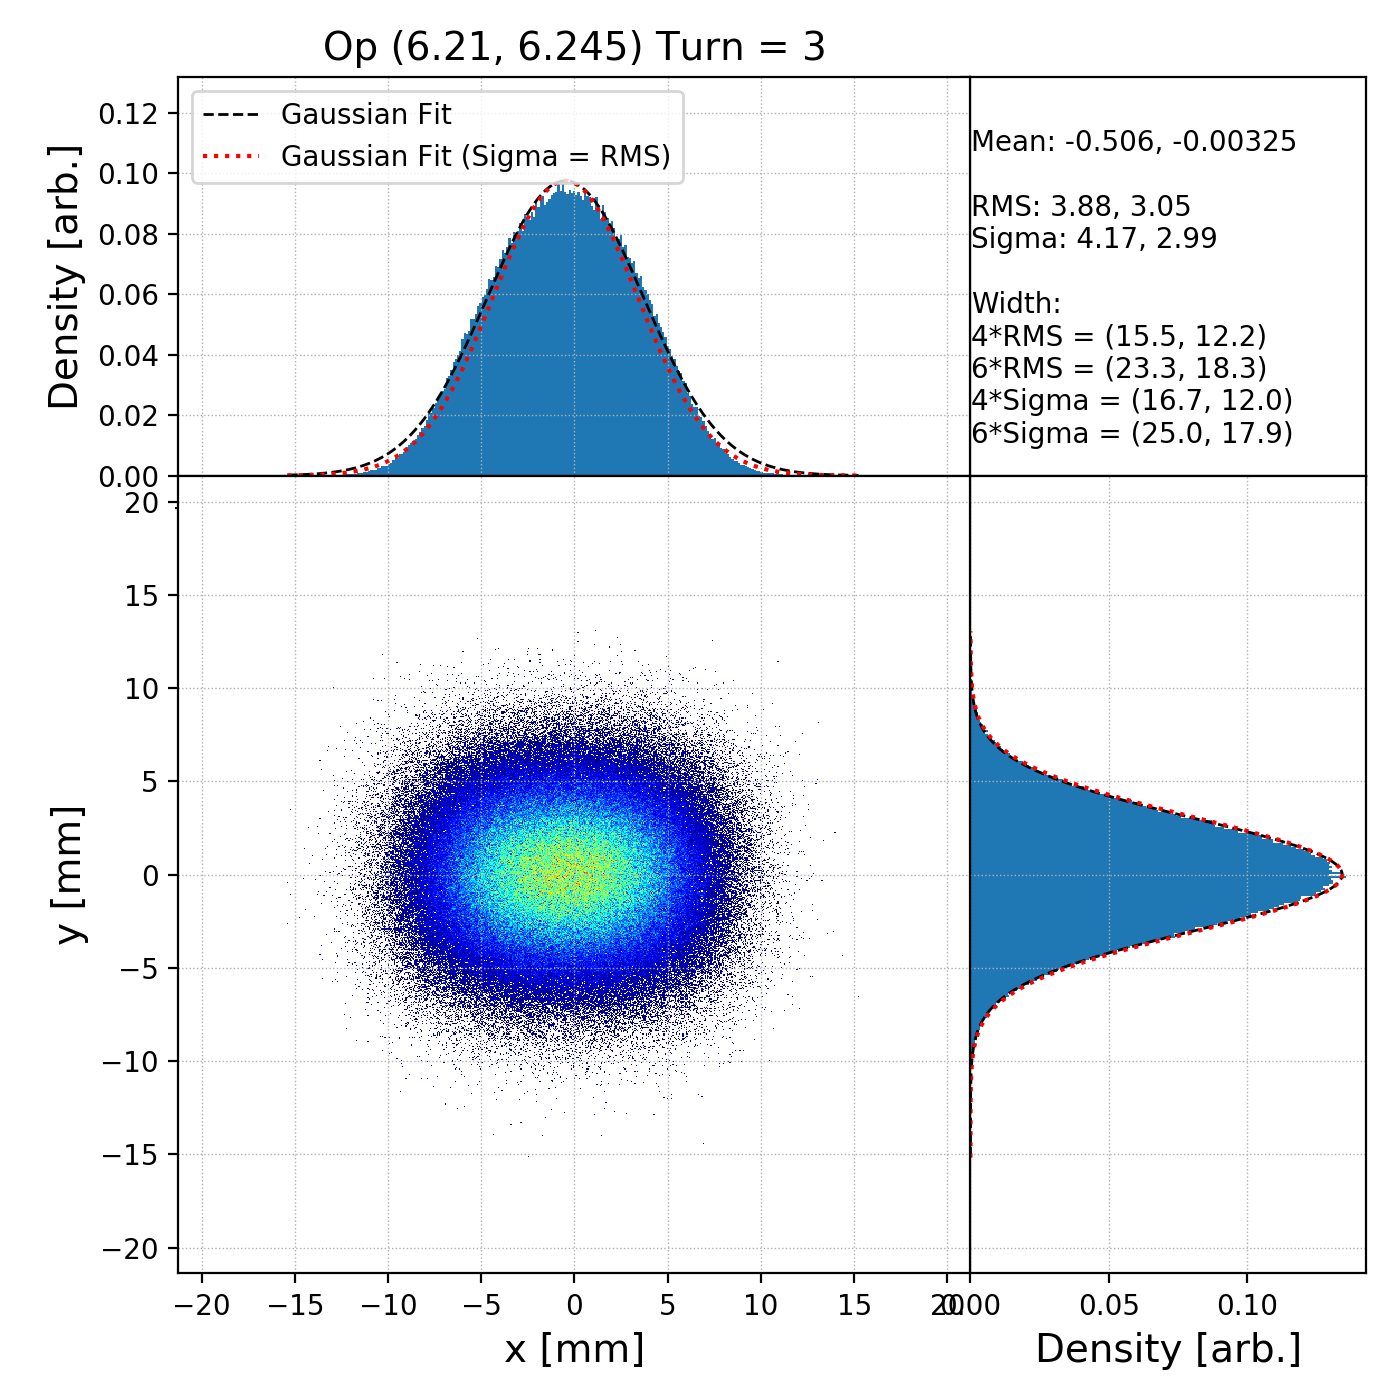 Op (6.21, 6.245) Turn = 3
Gaussian Fit
Gaussian Fit (Sigma = RMS)
Density [arb.]
0.12
0.10
0.08
0.06
0.04
0.02
0.00
Mean: -0.506, -0.00325
RMS: 3.88, 3.05
Sigma: 4.17, 2.99
Width:
4*RMS = (15.5, 12.2)
6*RMS = (23.3, 18.3)
4*Sigma = (16.7, 12.0)
6*Sigma = (25.0, 17.9)
y [mm]
20
15
10
5
0
−5
−10
−15
−20
−20 −15 −10 −5 0 5 10 15 20
x [mm]
0.00 0.05 0.10
Density [arb.]